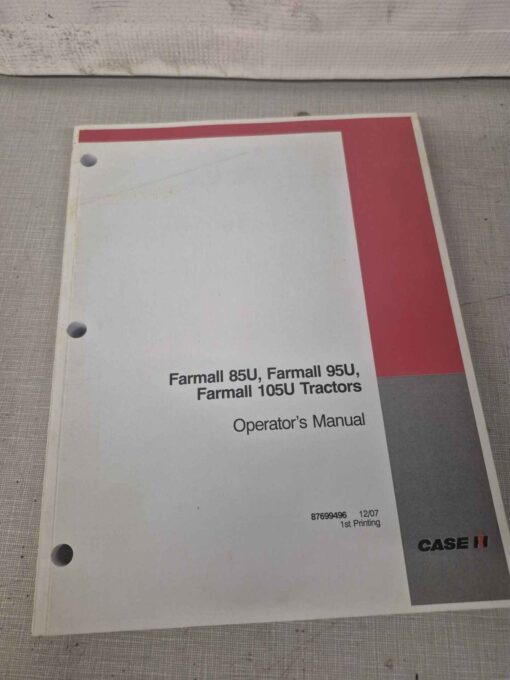 Farmall 85U, Farmall 95U,
Farmall 105U Tractors
Operator's Manual
87699496 12/07
1st Printing
CASE IH